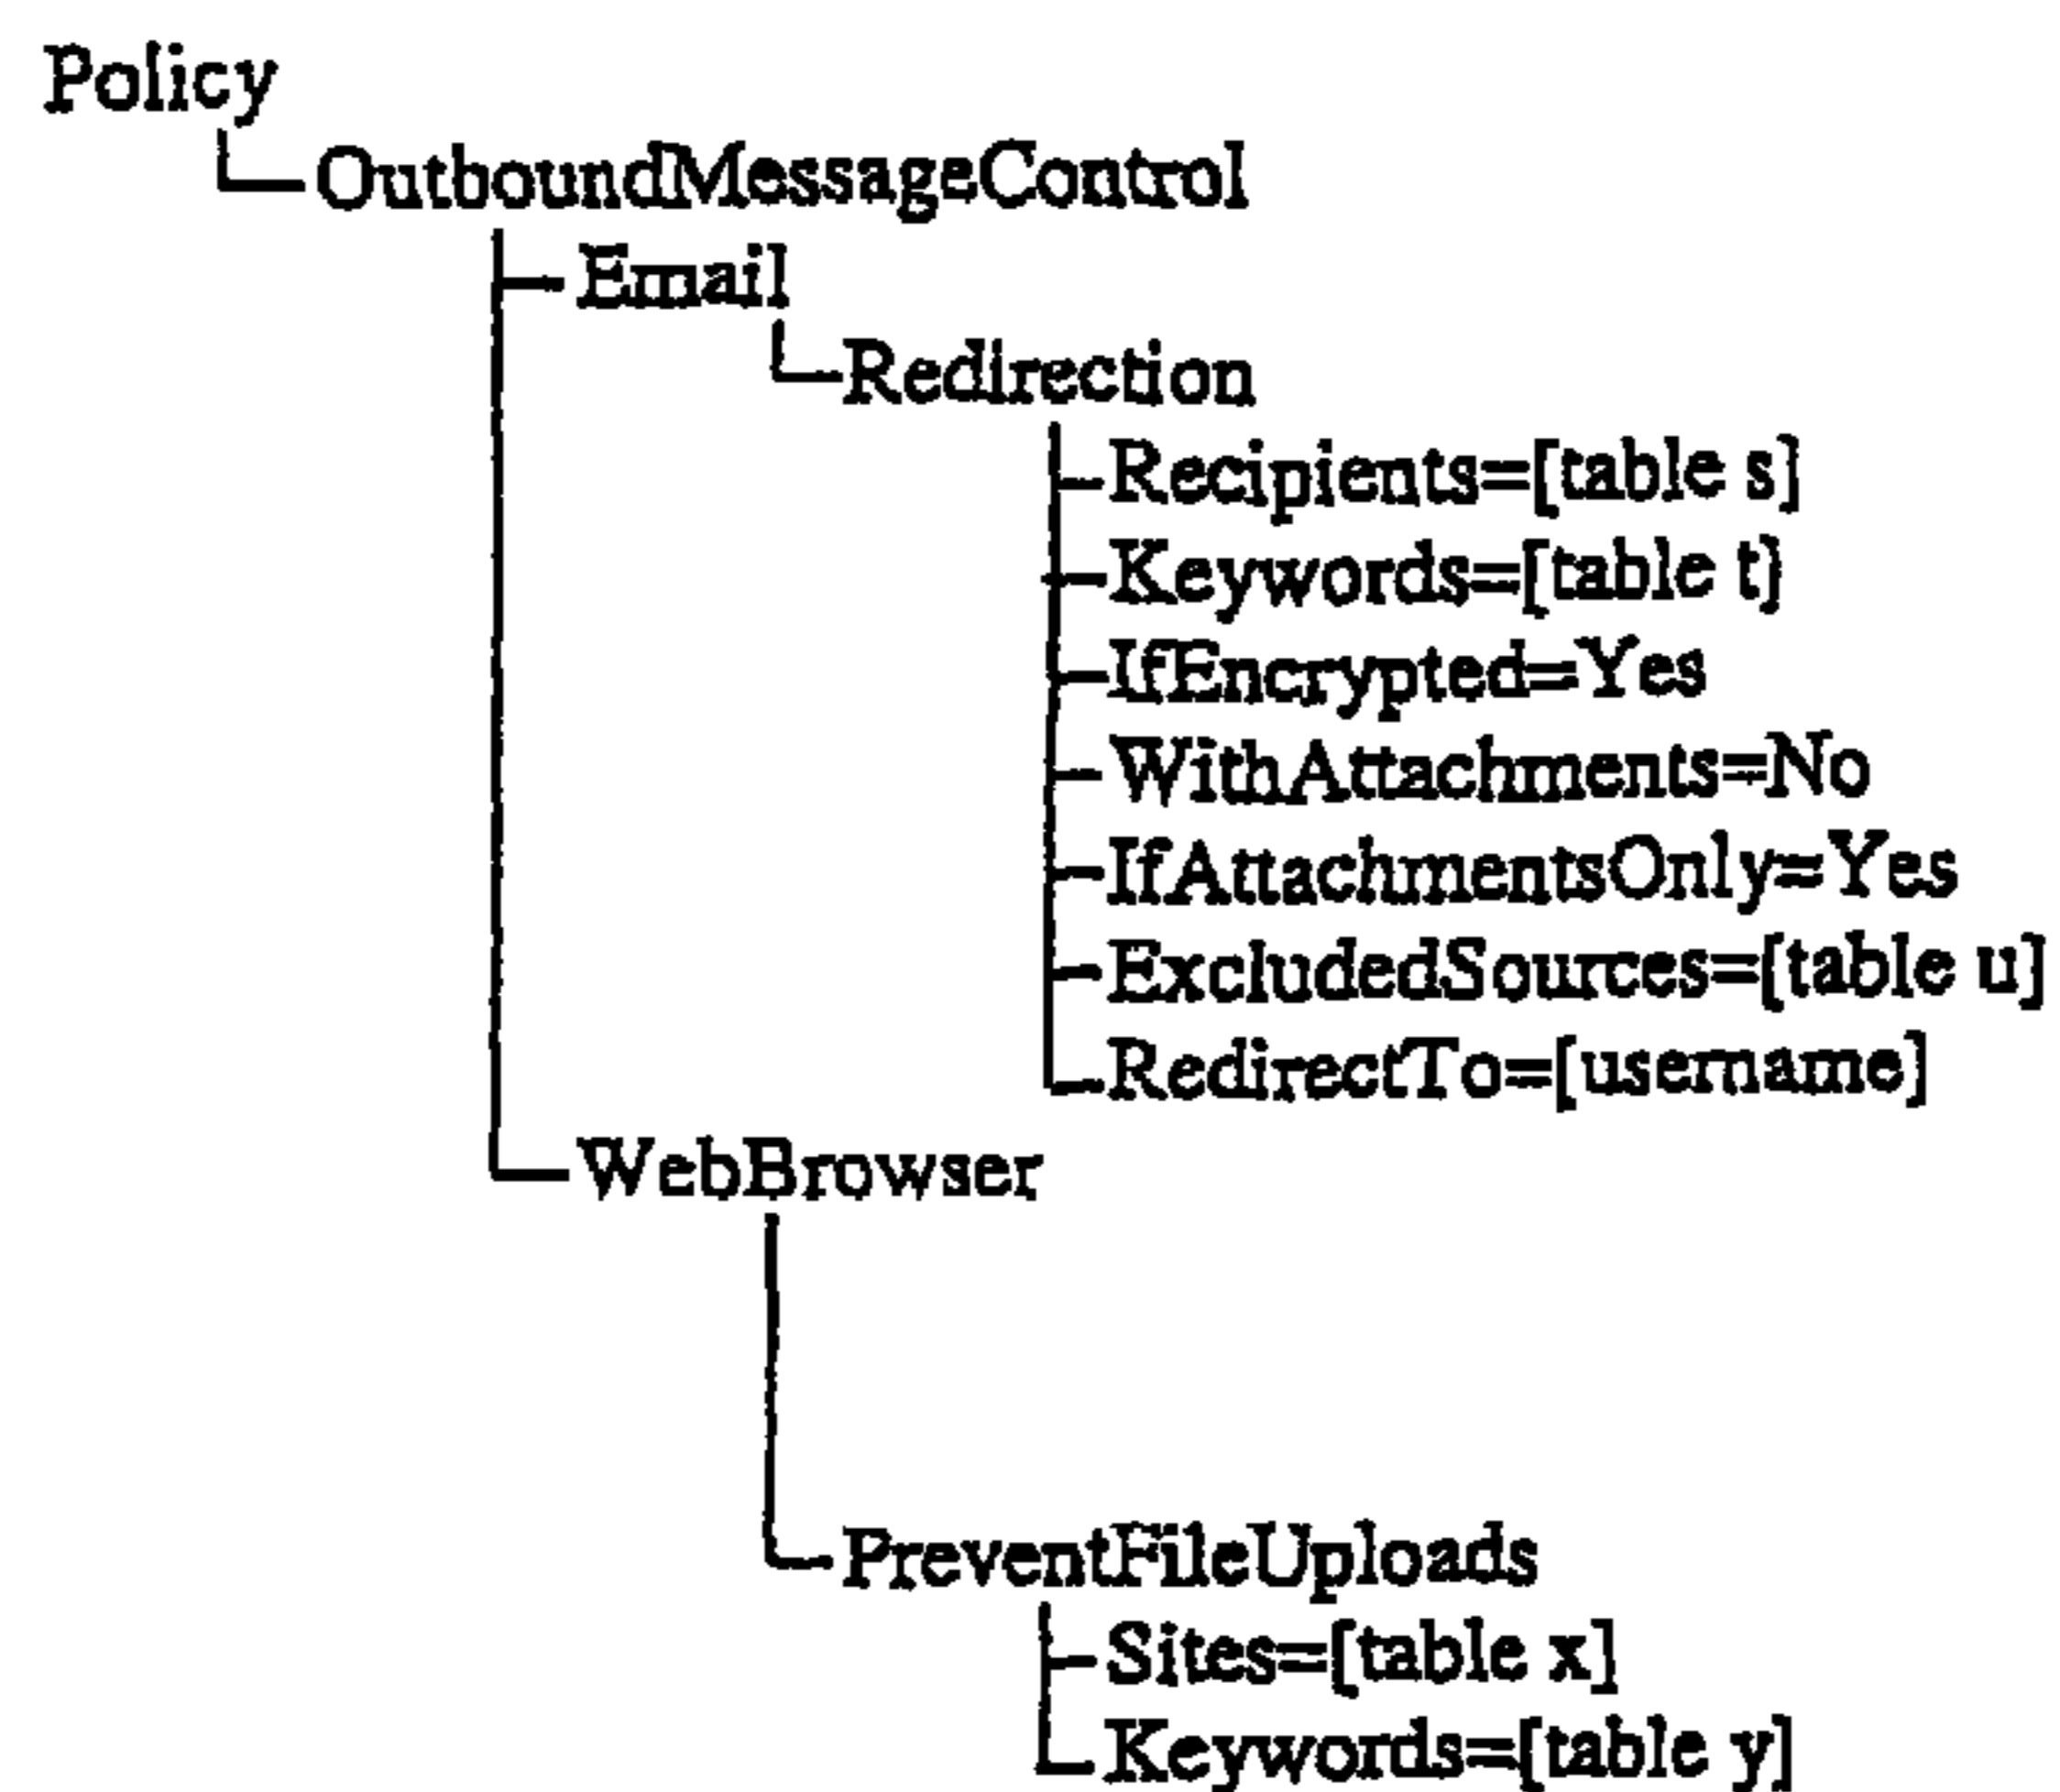 Policy
OutboundMessageControl
Email
Redirection
Recipients=[table s]
Keywords=[table t]
IfEncrypted=Yes
WithAttachments=No
IfAttachmentsOnly=Yes
ExcludedSources=[table u]
RedirectTo=[username]
WebBrowser
PreventFileUploads
Sites=[table x]
Keywords=[table y]